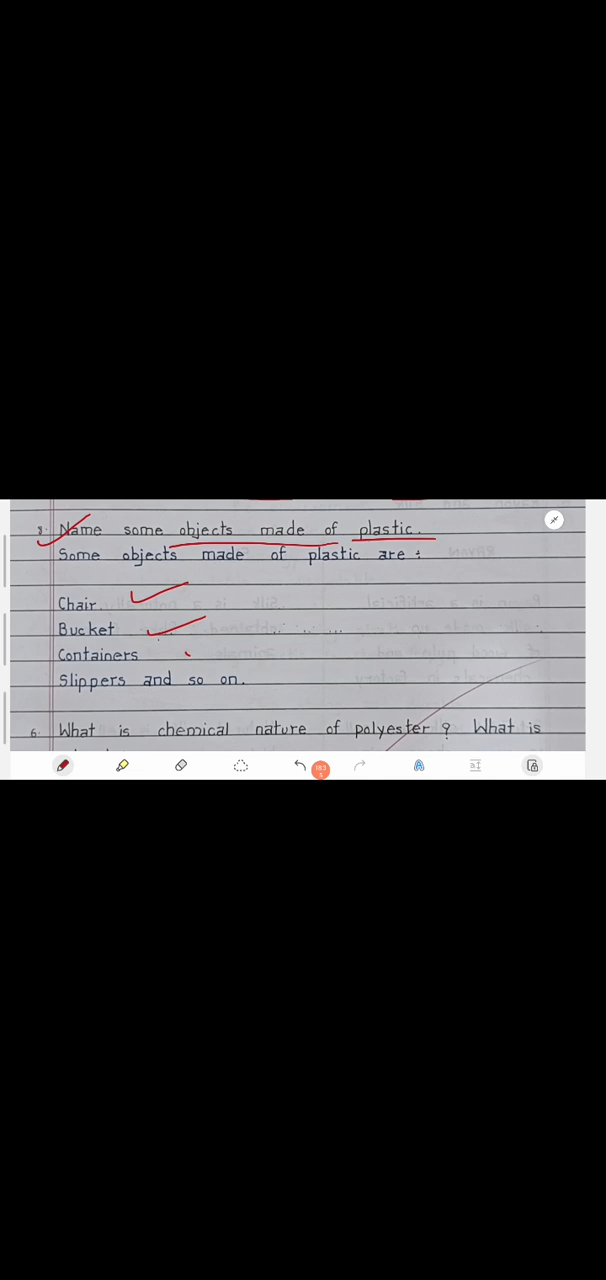 8. Name some objects made of plastic.
Some objects made of plastic are :
Chair.
Bucket
Containers
Slippers and so on.
6. What is chemical nature of polyester ? What is